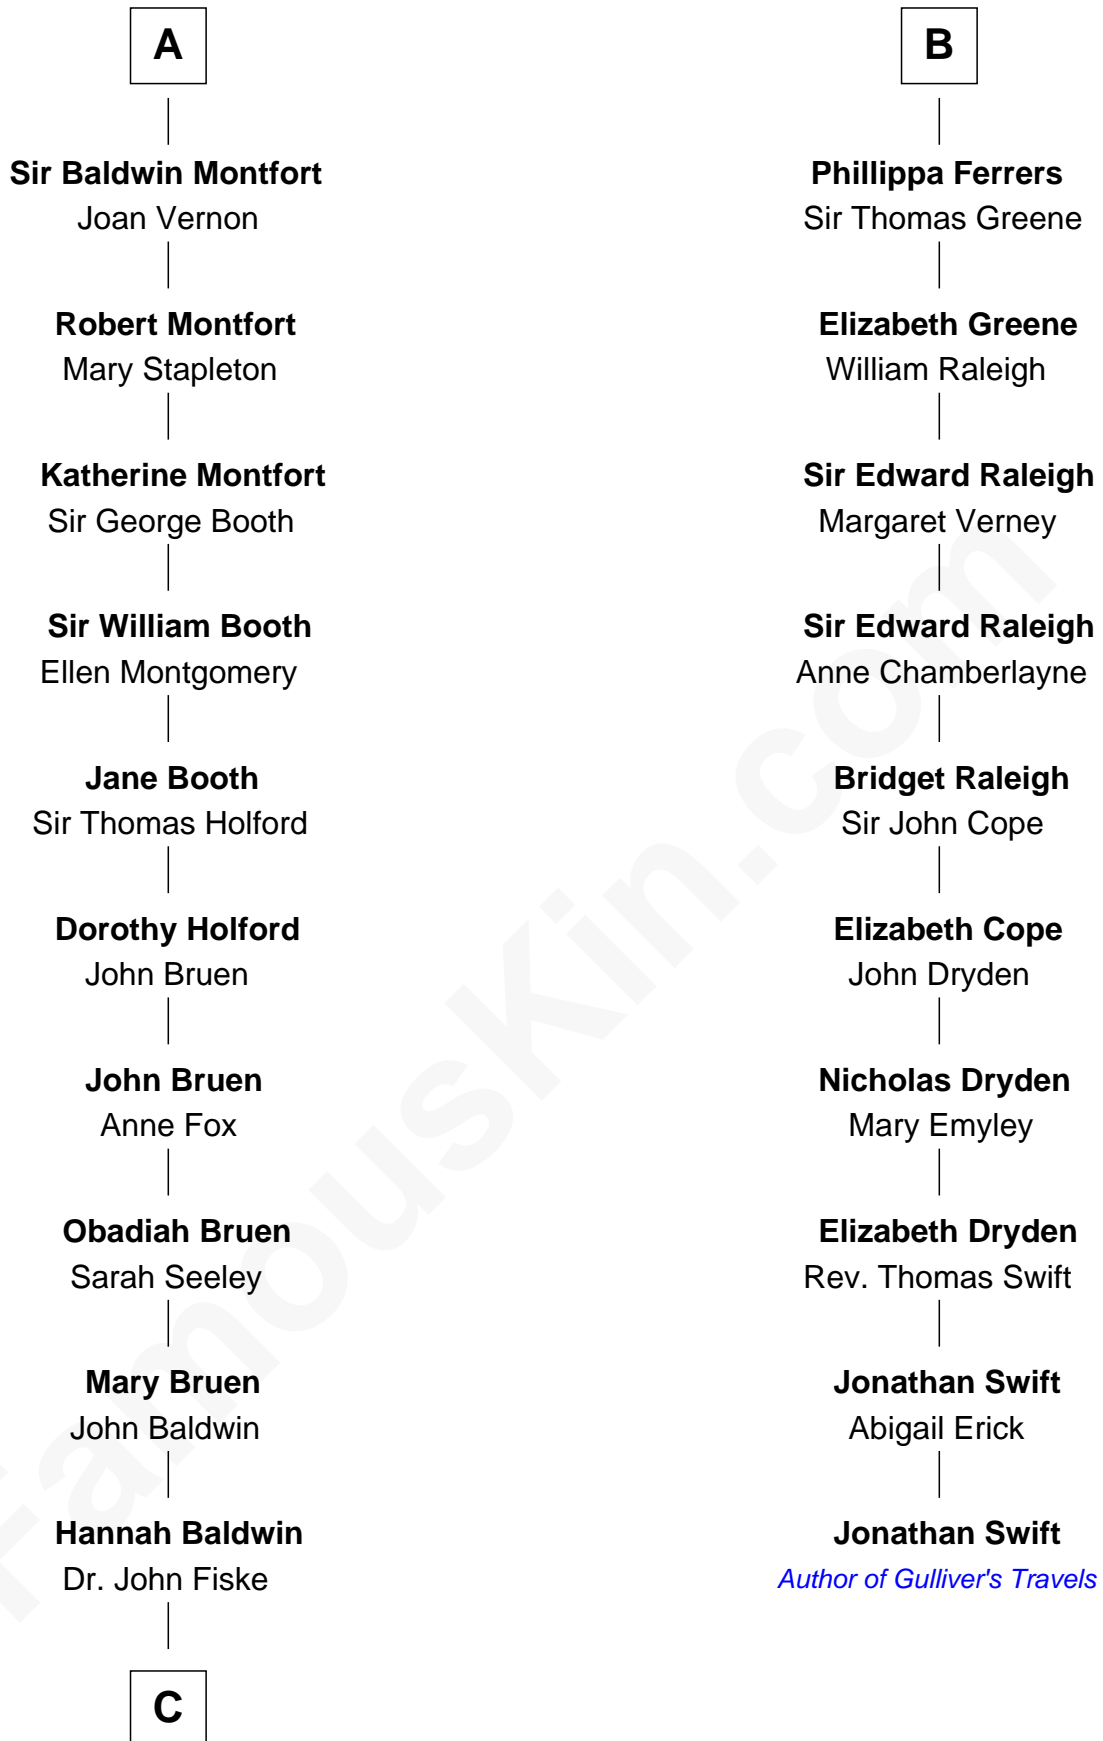 A
Sir Baldwin Montfort
Joan Vernon
Robert Montfort
Mary Stapleton
Katherine Montfort
Sir George Booth
Sir William Booth
Ellen Montgomery
Jane Booth
Sir Thomas Holford
Dorothy Holford
John Bruen
John Bruen
Anne Fox
Obadiah Bruen
Sarah Seeley
Mary Bruen
John Baldwin
Hannah Baldwin
Dr. John Fiske
C
B
Phillippa Ferrers
Sir Thomas Greene
Elizabeth Greene
William Raleigh
Sir Edward Raleigh
Margaret Verney
Sir Edward Raleigh
Anne Chamberlayne
Bridget Raleigh
Sir John Cope
Elizabeth Cope
John Dryden
Nicholas Dryden
Mary Emyley
Elizabeth Dryden
Rev. Thomas Swift
Jonathan Swift
Abigail Erick
Jonathan Swift
Author of Gulliver's Travels
FamousKin.com